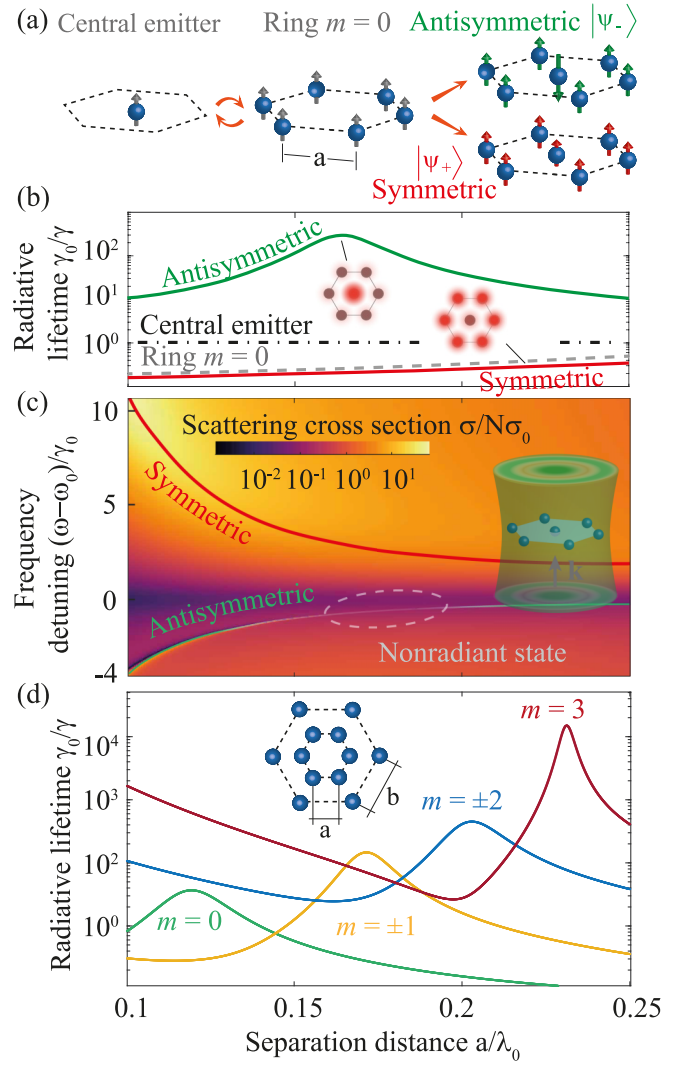 (a) Central emitter Ring m = 0 Antisymmetric |ψ₋⟩
a
|ψ₊⟩
Symmetric
(b)
Radiative lifetime γ₀/γ
10²
10¹
10⁰
Antisymmetric
Central emitter
Ring m = 0
Symmetric
(c)
Frequency detuning (ω−ω₀)/γ₀
10
5
0
-4
Scattering cross section σ/Nσ₀
10⁻² 10⁻¹ 10⁰ 10¹
Symmetric
k
Antisymmetric
Nonradiant state
(d)
Radiative lifetime γ₀/γ
10⁴
10³
10²
10⁰
a
b
m = 3
m = ±2
m = 0
m = ±1
0.1 0.15 0.2 0.25
Separation distance a/λ₀